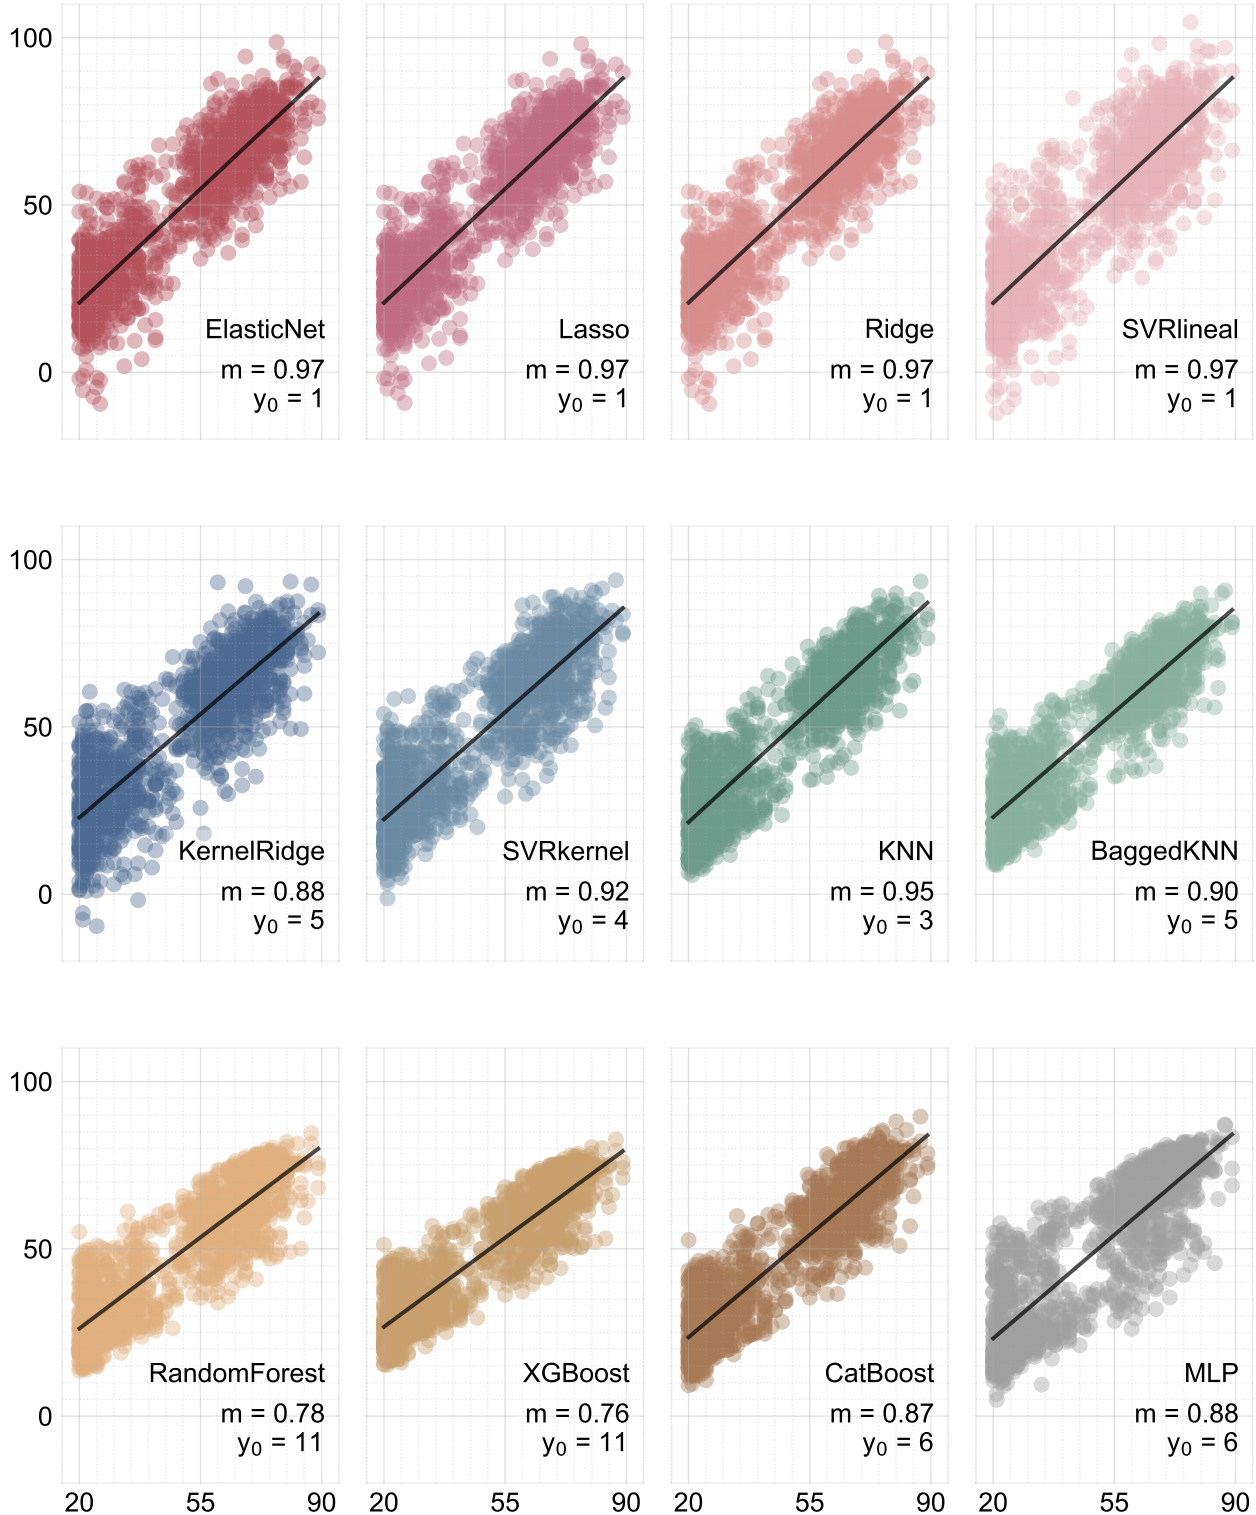 100
50
0
ElasticNet
m = 0.97
y₀ = 1
Lasso
m = 0.97
y₀ = 1
Ridge
m = 0.97
y₀ = 1
SVRlineal
m = 0.97
y₀ = 1
100
50
0
KernelRidge
m = 0.88
y₀ = 5
SVRkernel
m = 0.92
y₀ = 4
KNN
m = 0.95
y₀ = 3
BaggedKNN
m = 0.90
y₀ = 5
100
50
0
RandomForest
m = 0.78
y₀ = 11
XGBoost
m = 0.76
y₀ = 11
CatBoost
m = 0.87
y₀ = 6
MLP
m = 0.88
y₀ = 6
20 55 90
20 55 90
20 55 90
20 55 90